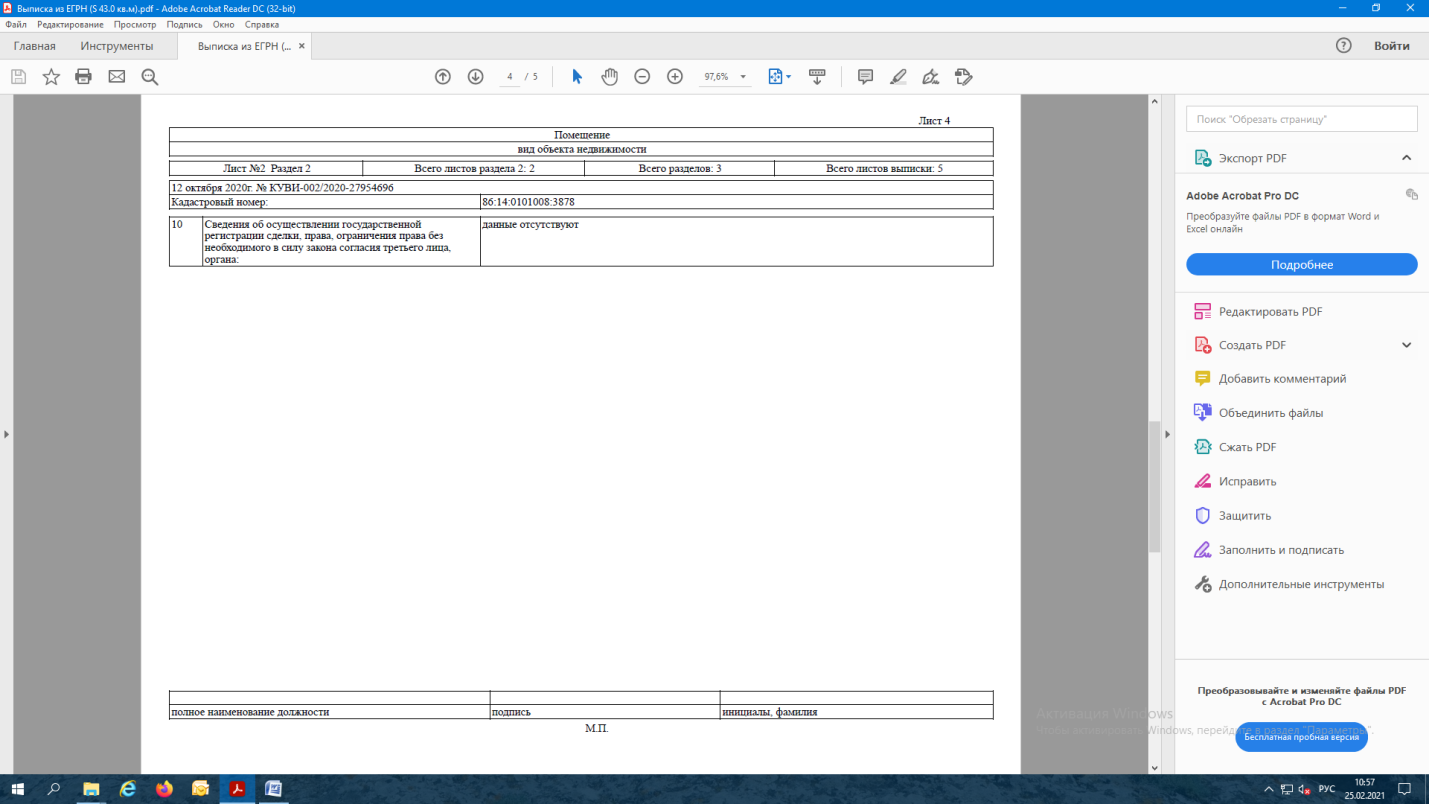 Выписка из ЕГРН (S 43.0 кв.м).pdf - Adobe Acrobat Reader DC (32-bit)
Файл Редактирование Просмотр Подпись Окно Справка
Главная Инструменты Выписка из ЕГРН (... × Войти
4 / 5 97,6%
Лист 4
Помещение
вид объекта недвижимости
Лист №2 Раздел 2 Всего листов раздела 2: 2 Всего разделов: 3 Всего листов выписки: 5
12 октября 2020г. № КУВИ-002/2020-27954696
Кадастровый номер: 86:14:0101008:3878
10 Сведения об осуществлении государственной данные отсутствуют
регистрации сделки, права, ограничения права без
необходимого в силу закона согласия третьего лица,
органа:
полное наименование должности подпись инициалы, фамилия
М.П.
Поиск "Обрезать страницу"
Экспорт PDF
Adobe Acrobat Pro DC
Преобразуйте файлы PDF в формат Word и
Excel онлайн
Подробнее
Редактировать PDF
Создать PDF
Добавить комментарий
Объединить файлы
Сжать PDF
Исправить
Защитить
Заполнить и подписать
Дополнительные инструменты
Преобразовывайте и изменяйте файлы PDF
с Acrobat Pro DC
Активация Windows
Чтобы активировать Windows, перейдите в раздел "Параметры".
Бесплатная пробная версия
РУС 10:57
25.02.2021